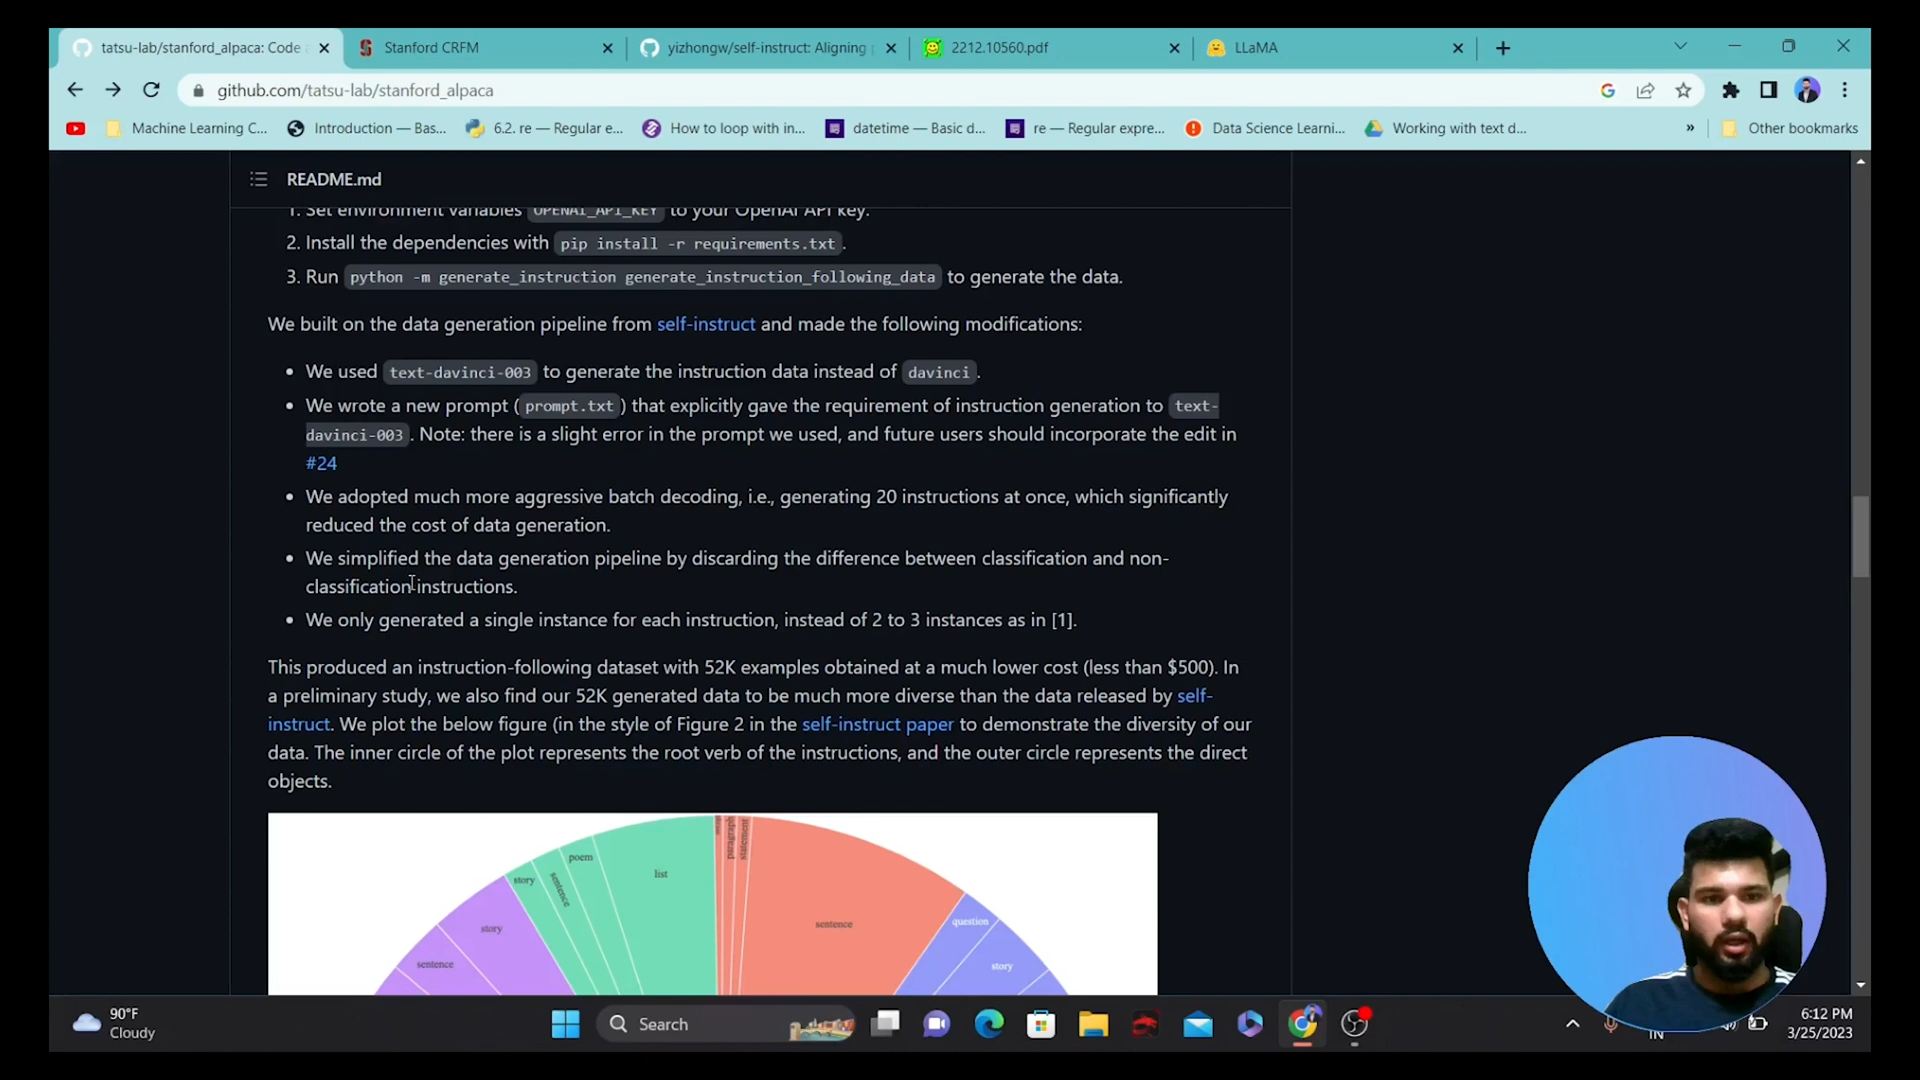 tatsu-lab/stanford_alpaca: Code
Stanford CRFM
yizhongw/self-instruct: Aligning
2212.10560.pdf
LLaMA
github.com/tatsu-lab/stanford_alpaca
Machine Learning C...
Introduction — Bas...
6.2. re — Regular e...
How to loop with in...
datetime — Basic d...
re — Regular expre...
Data Science Learni...
Working with text d...
»
Other bookmarks
README.md
1. Set environment variables OPENAI_API_KEY to your OpenAI API key.
2. Install the dependencies with pip install -r requirements.txt.
3. Run python -m generate_instruction generate_instruction_following_data to generate the data.
We built on the data generation pipeline from self-instruct and made the following modifications:
• We used text-davinci-003 to generate the instruction data instead of davinci.
• We wrote a new prompt (prompt.txt) that explicitly gave the requirement of instruction generation to text-
davinci-003. Note: there is a slight error in the prompt we used, and future users should incorporate the edit in
#24
• We adopted much more aggressive batch decoding, i.e., generating 20 instructions at once, which significantly
reduced the cost of data generation.
• We simplified the data generation pipeline by discarding the difference between classification and non-
classification instructions.
• We only generated a single instance for each instruction, instead of 2 to 3 instances as in [1].
This produced an instruction-following dataset with 52K examples obtained at a much lower cost (less than $500). In
a preliminary study, we also find our 52K generated data to be much more diverse than the data released by self-
instruct. We plot the below figure (in the style of Figure 2 in the self-instruct paper to demonstrate the diversity of our
data. The inner circle of the plot represents the root verb of the instructions, and the outer circle represents the direct
objects.
poem
list
paragraph
statement
story
sentence
sentence
question
story
story
sentence
90°F
Cloudy
Search
IN
6:12 PM
3/25/2023